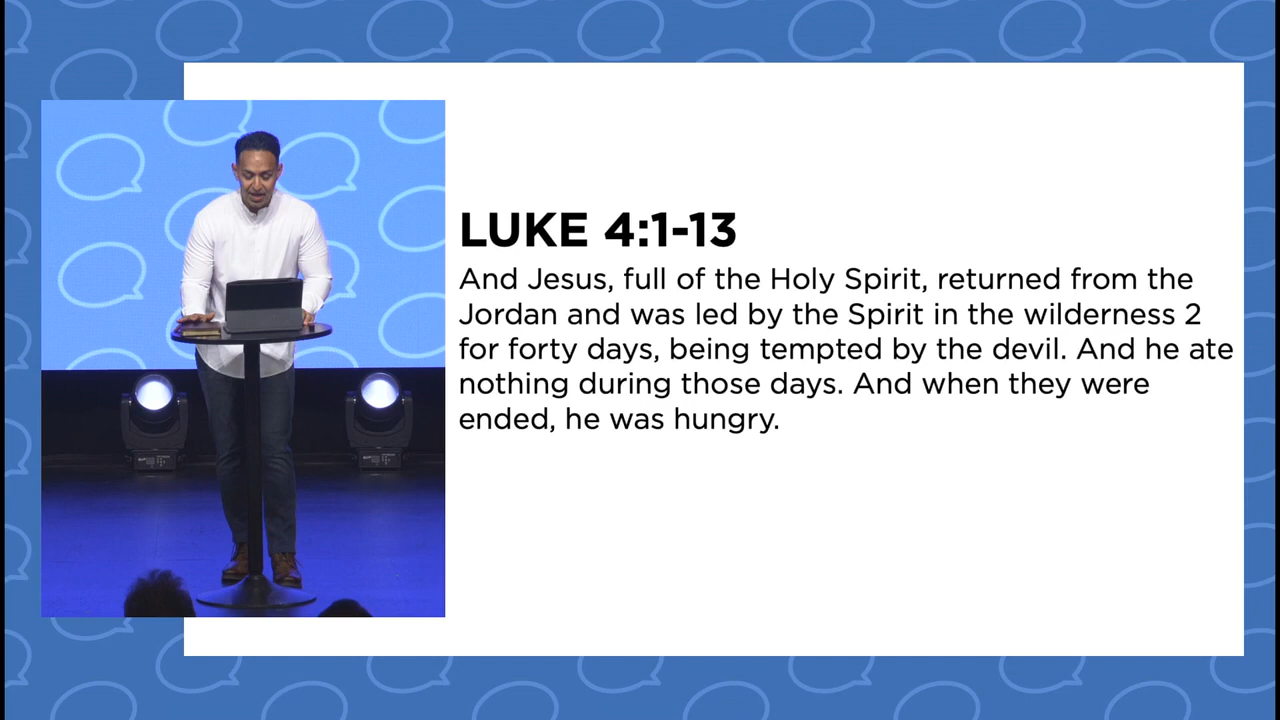 LUKE 4:1-13
And Jesus, full of the Holy Spirit, returned from the
Jordan and was led by the Spirit in the wilderness 2
for forty days, being tempted by the devil. And he ate
nothing during those days. And when they were
ended, he was hungry.